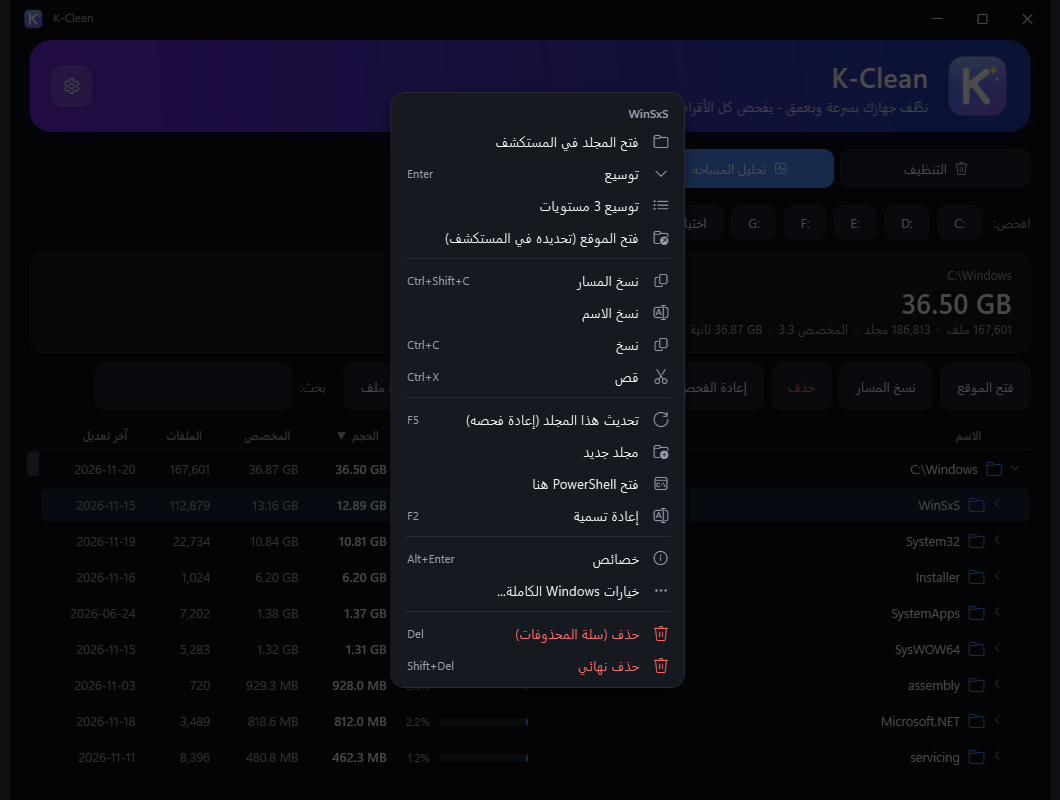 K-Clean
K-Clean
نظّف جهازك بسرعة وبعمق - يفحص كل الأقراص
التنظيف
تحليل المساحة
افحص:
C:
D:
E:
F:
G:
C:\Windows
36.50 GB
167,601 ملف · 186,813 مجلد · المخصص 36.87 GB · 3.3 ثانية
فتح الموقع
نسخ المسار
حذف
إعادة الفحص
ملف
بحث:
الاسم
الحجم ▼
المخصص
الملفات
آخر تعديل
C:\Windows 36.50 GB 36.87 GB 167,601 2026-11-20
WinSxS 12.89 GB 13.16 GB 112,879 2026-11-15
System32 10.81 GB 10.84 GB 22,734 2026-11-19
Installer 6.20 GB 6.20 GB 1,024 2026-11-16
SystemApps 1.37 GB 1.38 GB 7,202 2026-06-24
SysWOW64 1.31 GB 1.32 GB 5,283 2026-11-15
assembly 928.0 MB 929.3 MB 720 2026-11-03
Microsoft.NET 2.2% 812.0 MB 818.6 MB 3,489 2026-11-18
servicing 1.2% 462.3 MB 480.8 MB 8,396 2026-11-11
WinSxS
فتح المجلد في المستكشف
توسيع Enter
توسيع 3 مستويات
فتح الموقع (تحديده في المستكشف)
نسخ المسار Ctrl+Shift+C
نسخ الاسم
نسخ Ctrl+C
قص Ctrl+X
تحديث هذا المجلد (إعادة فحصه) F5
مجلد جديد
فتح PowerShell هنا
إعادة تسمية F2
خصائص Alt+Enter
خيارات Windows الكاملة...
حذف (سلة المحذوفات) Del
حذف نهائي Shift+Del